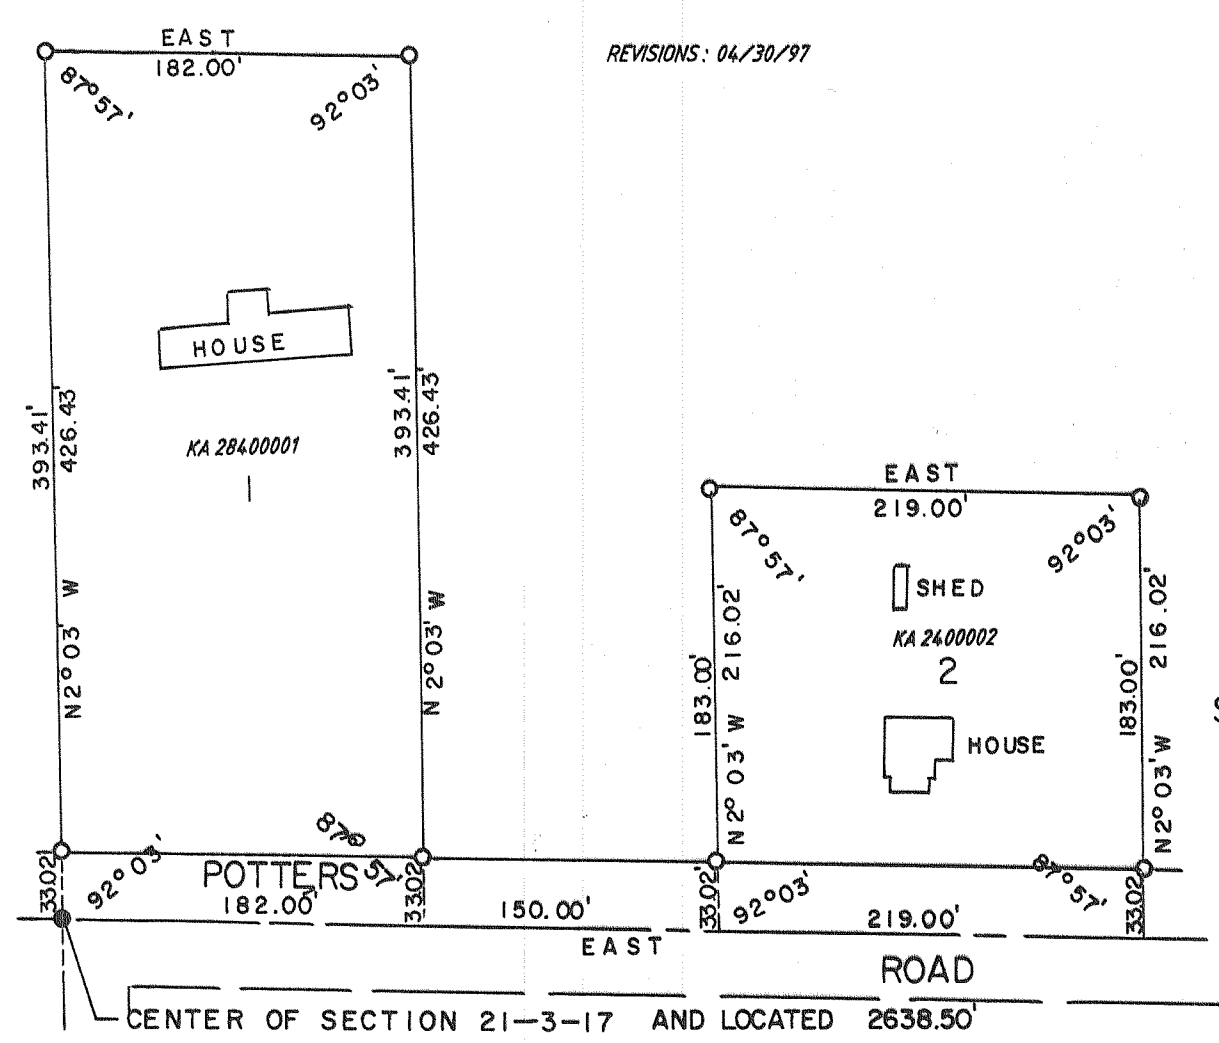 EAST
182.00'
87°57'
92°03'
REVISIONS: 04/30/97
HOUSE
393.41'
426.43'
393.41'
426.43'
KA 28400001
1
N2°03' W
N2°03' W
EAST
219.00'
87°57'
92°03'
SHED
KA 2400002
2
216.02'
183.00'
216.02'
183.00'
HOUSE
N2°03' W
N2°03' W
33.02'
92°03'
87°57'
POTTERS
182.00'
33.02'
150.00'
EAST
33.02'
92°03'
219.00'
87°57'
33.02'
ROAD
CENTER OF SECTION 21-3-17 AND LOCATED 2638.50'